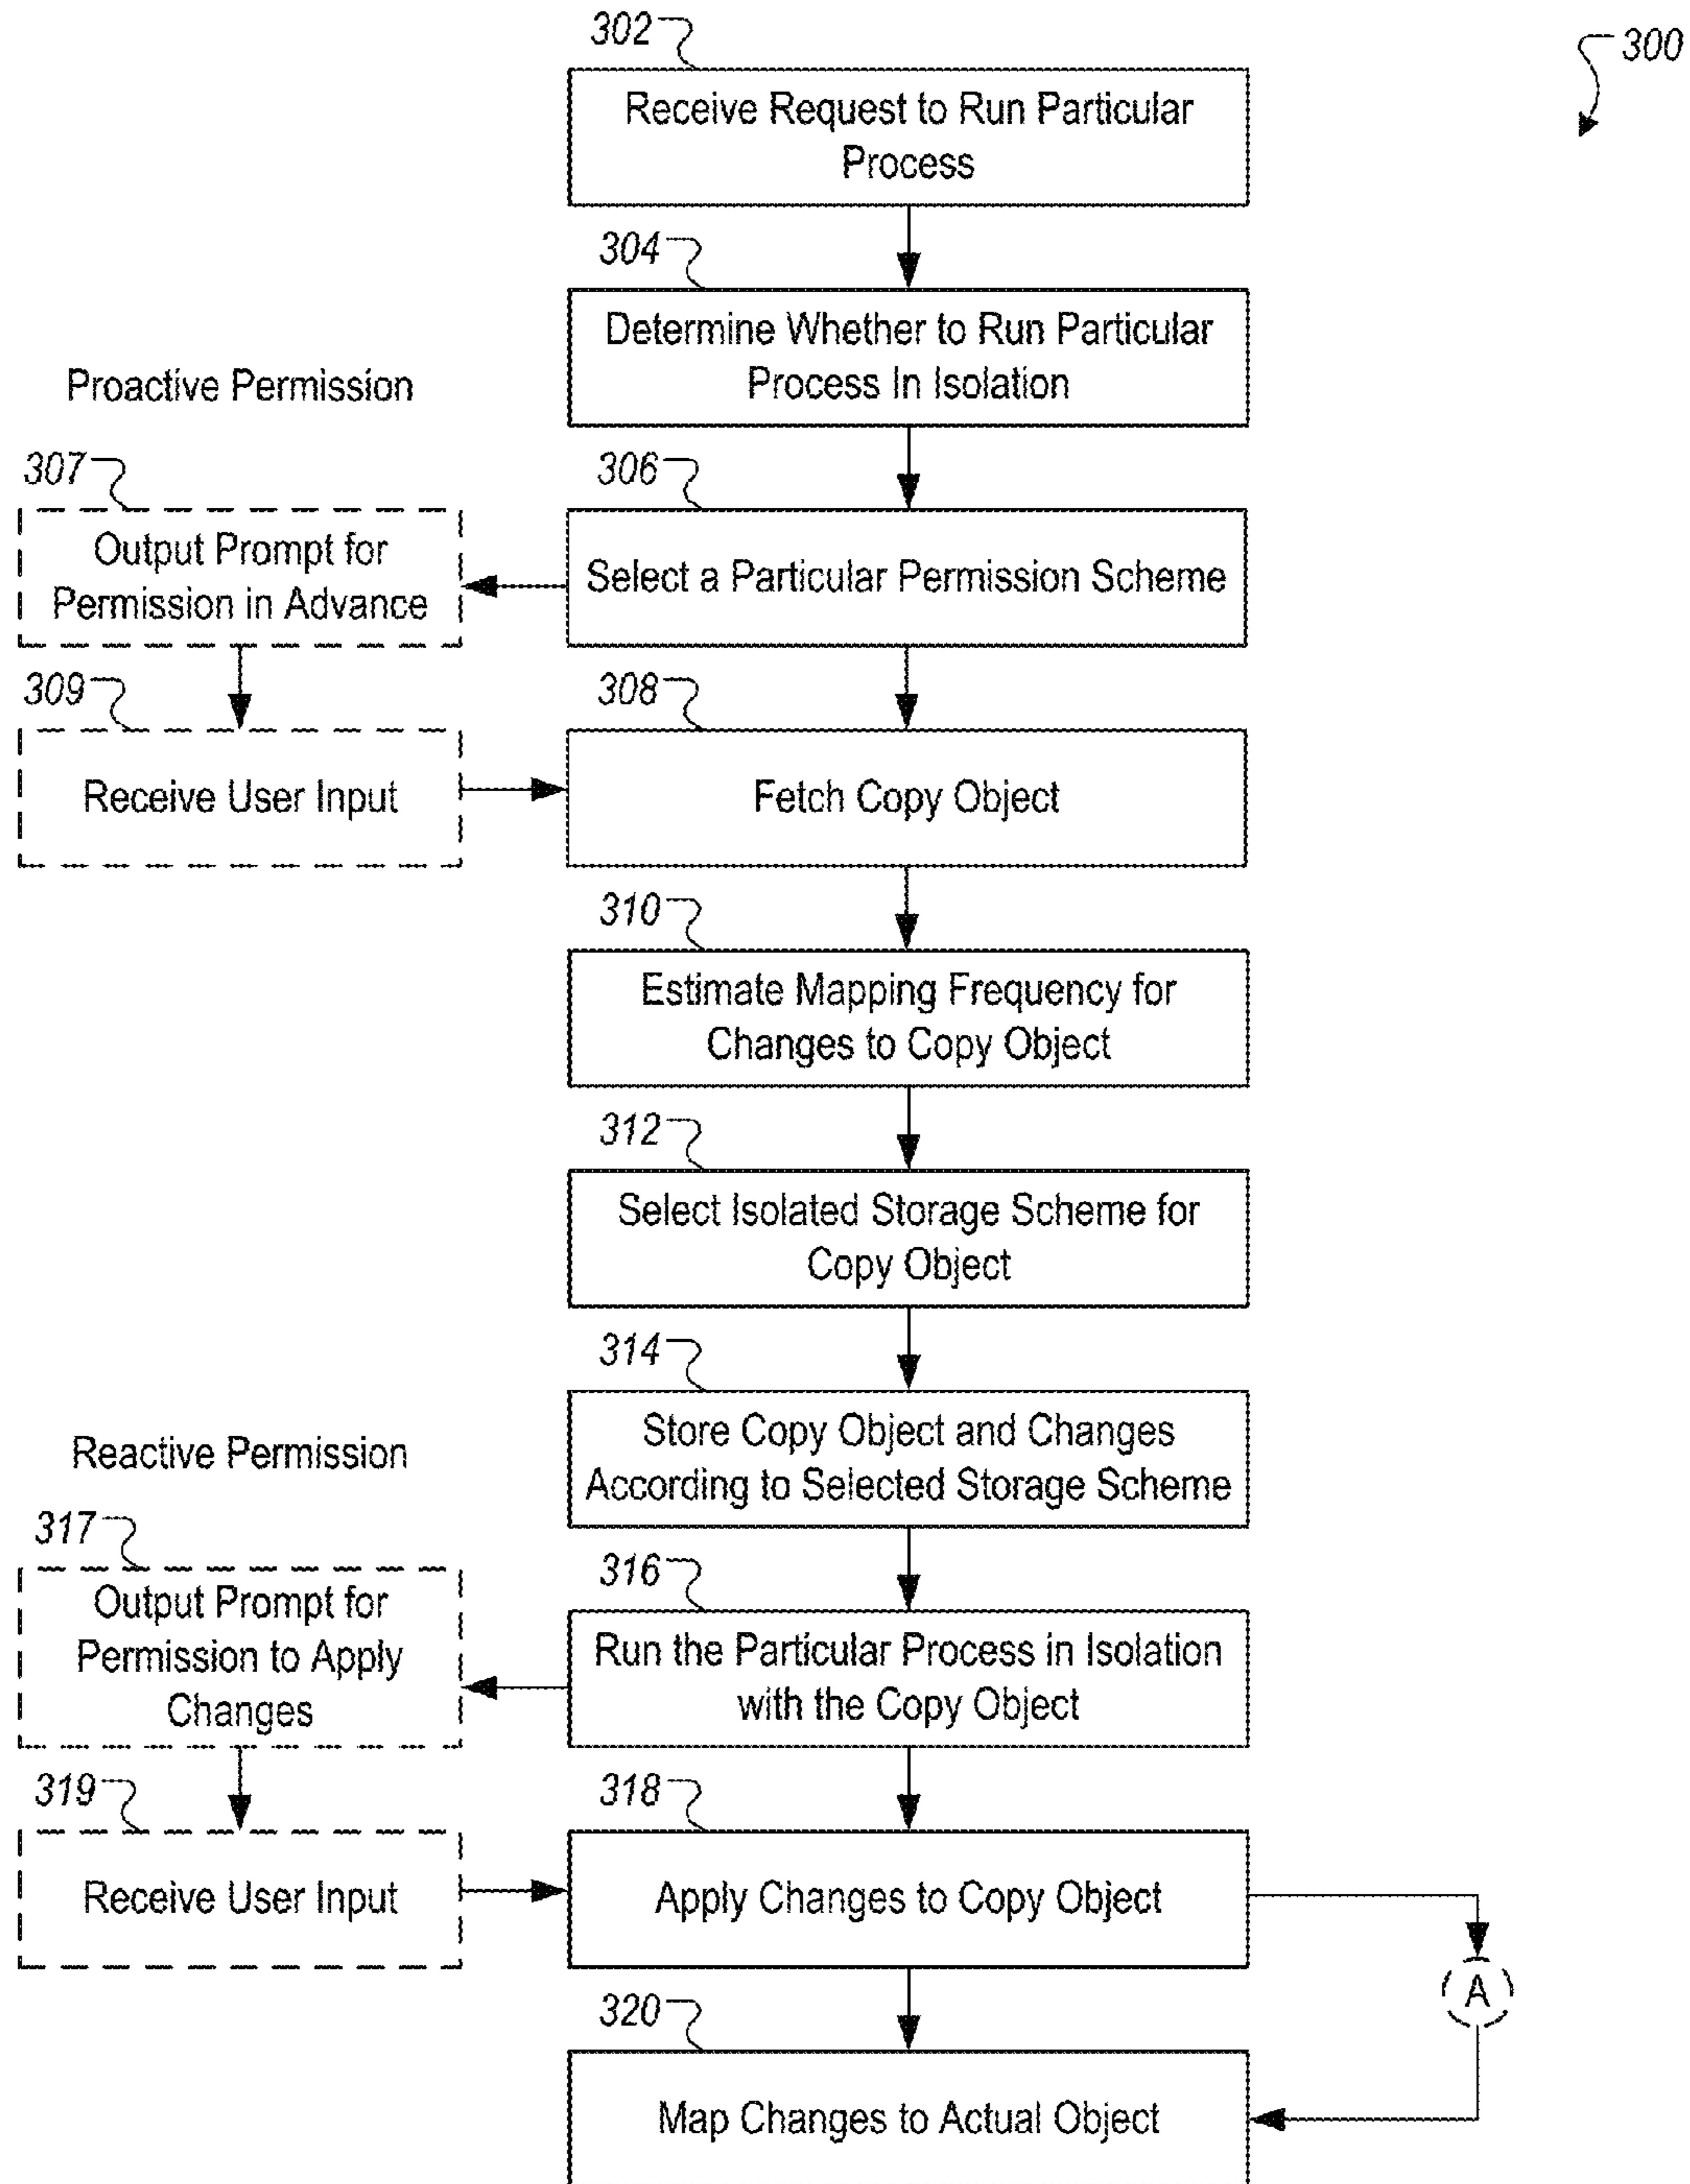 302
300
Receive Request to Run Particular
Process
304
Determine Whether to Run Particular
Process In Isolation
Proactive Permission
307
306
Output Prompt for
Permission in Advance
Select a Particular Permission Scheme
309
308
Receive User Input
Fetch Copy Object
310
Estimate Mapping Frequency for
Changes to Copy Object
312
Select Isolated Storage Scheme for
Copy Object
314
Store Copy Object and Changes
According to Selected Storage Scheme
Reactive Permission
317
316
Output Prompt for
Permission to Apply
Changes
Run the Particular Process in Isolation
with the Copy Object
319
318
Receive User Input
Apply Changes to Copy Object
A
320
Map Changes to Actual Object